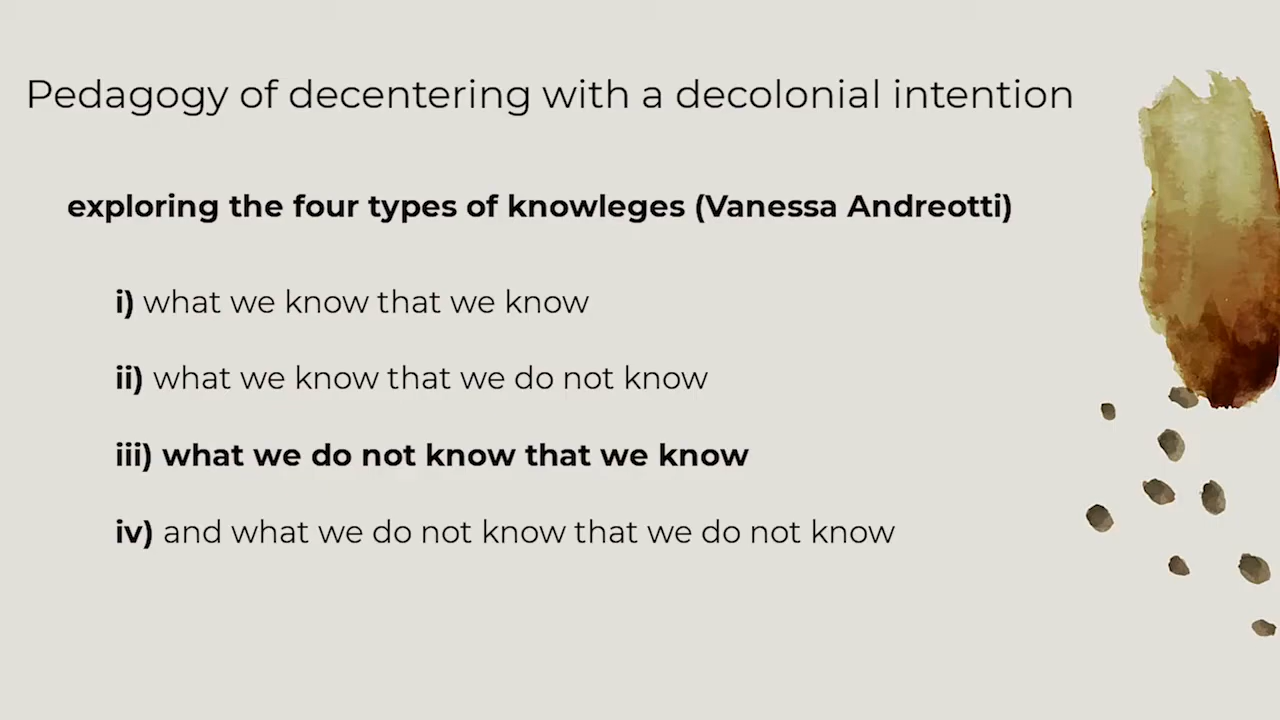 Pedagogy of decentering with a decolonial intention
exploring the four types of knowleges (Vanessa Andreotti)
i) what we know that we know
ii) what we know that we do not know
iii) what we do not know that we know
iv) and what we do not know that we do not know